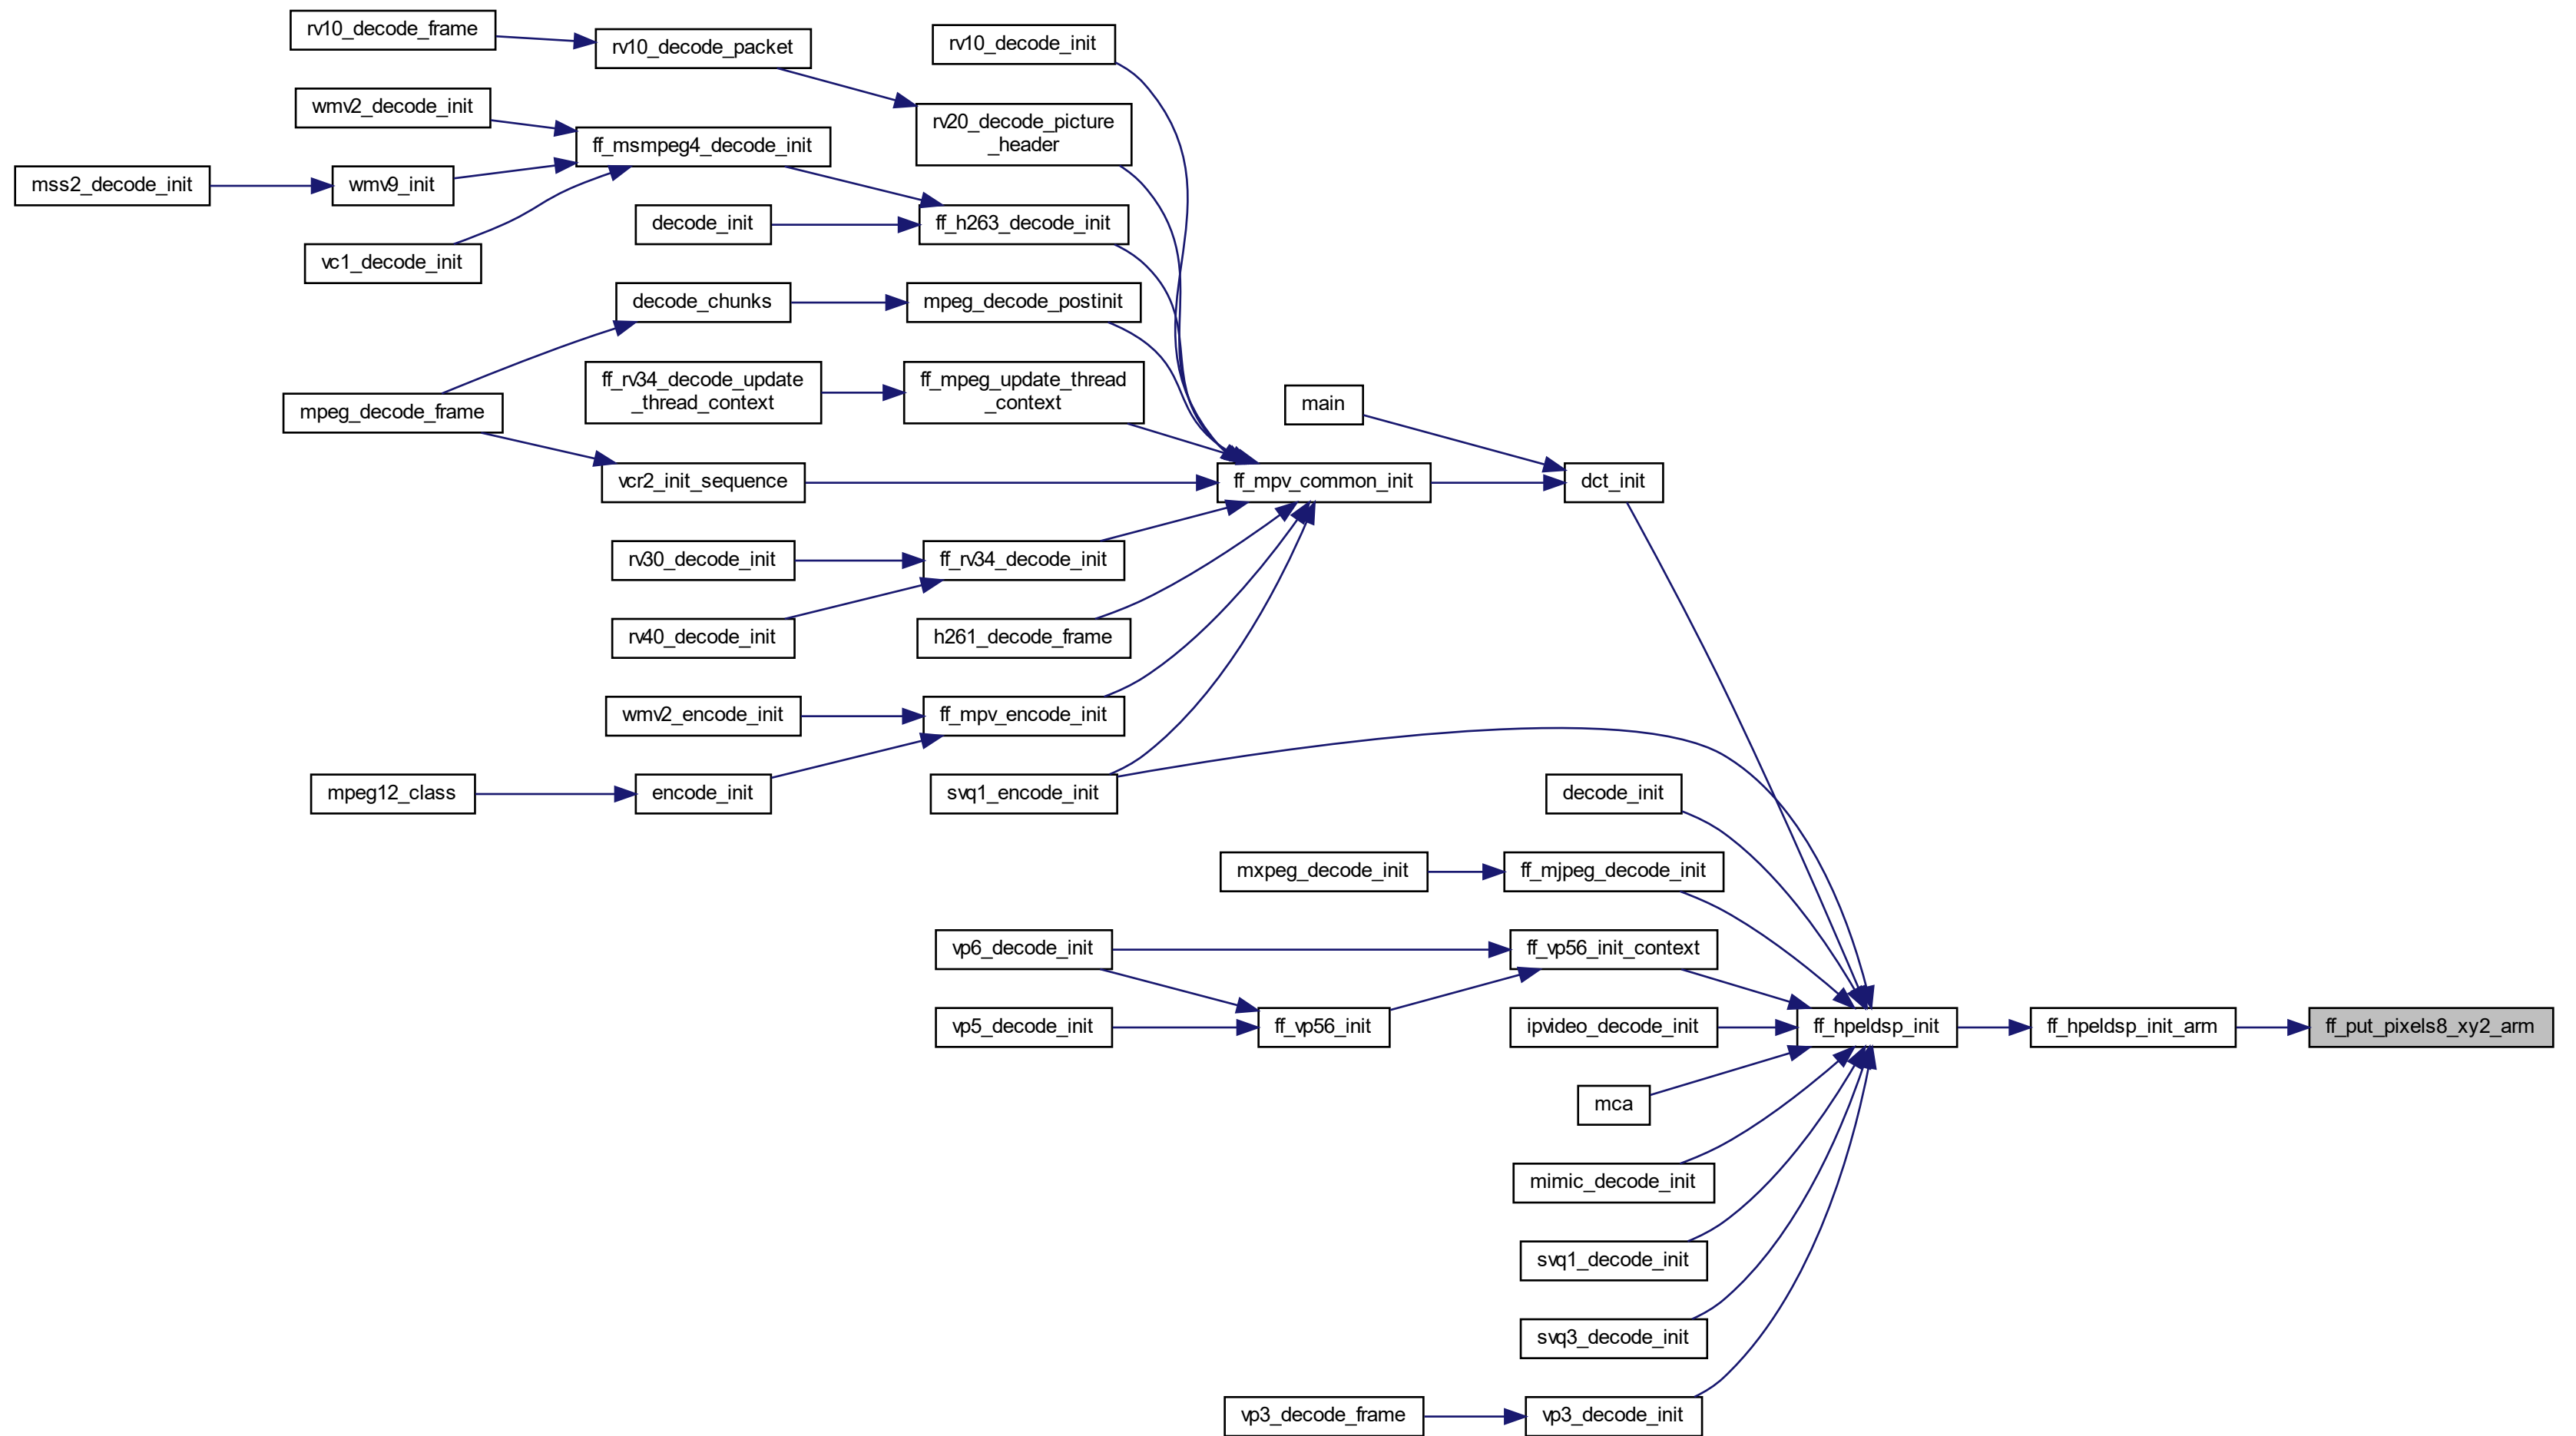 rv10_decode_frame
rv10_decode_packet
rv10_decode_init
wmv2_decode_init
rv20_decode_picture
_header
ff_msmpeg4_decode_init
mss2_decode_init
wmv9_init
decode_init
ff_h263_decode_init
vc1_decode_init
decode_chunks
mpeg_decode_postinit
ff_rv34_decode_update
_thread_context
ff_mpeg_update_thread
_context
mpeg_decode_frame
main
vcr2_init_sequence
ff_mpv_common_init
dct_init
rv30_decode_init
ff_rv34_decode_init
rv40_decode_init
h261_decode_frame
wmv2_encode_init
ff_mpv_encode_init
mpeg12_class
encode_init
svq1_encode_init
decode_init
mxpeg_decode_init
ff_mjpeg_decode_init
vp6_decode_init
ff_vp56_init_context
vp5_decode_init
ff_vp56_init
ipvideo_decode_init
ff_hpeldsp_init
ff_hpeldsp_init_arm
ff_put_pixels8_xy2_arm
mca
mimic_decode_init
svq1_decode_init
svq3_decode_init
vp3_decode_frame
vp3_decode_init